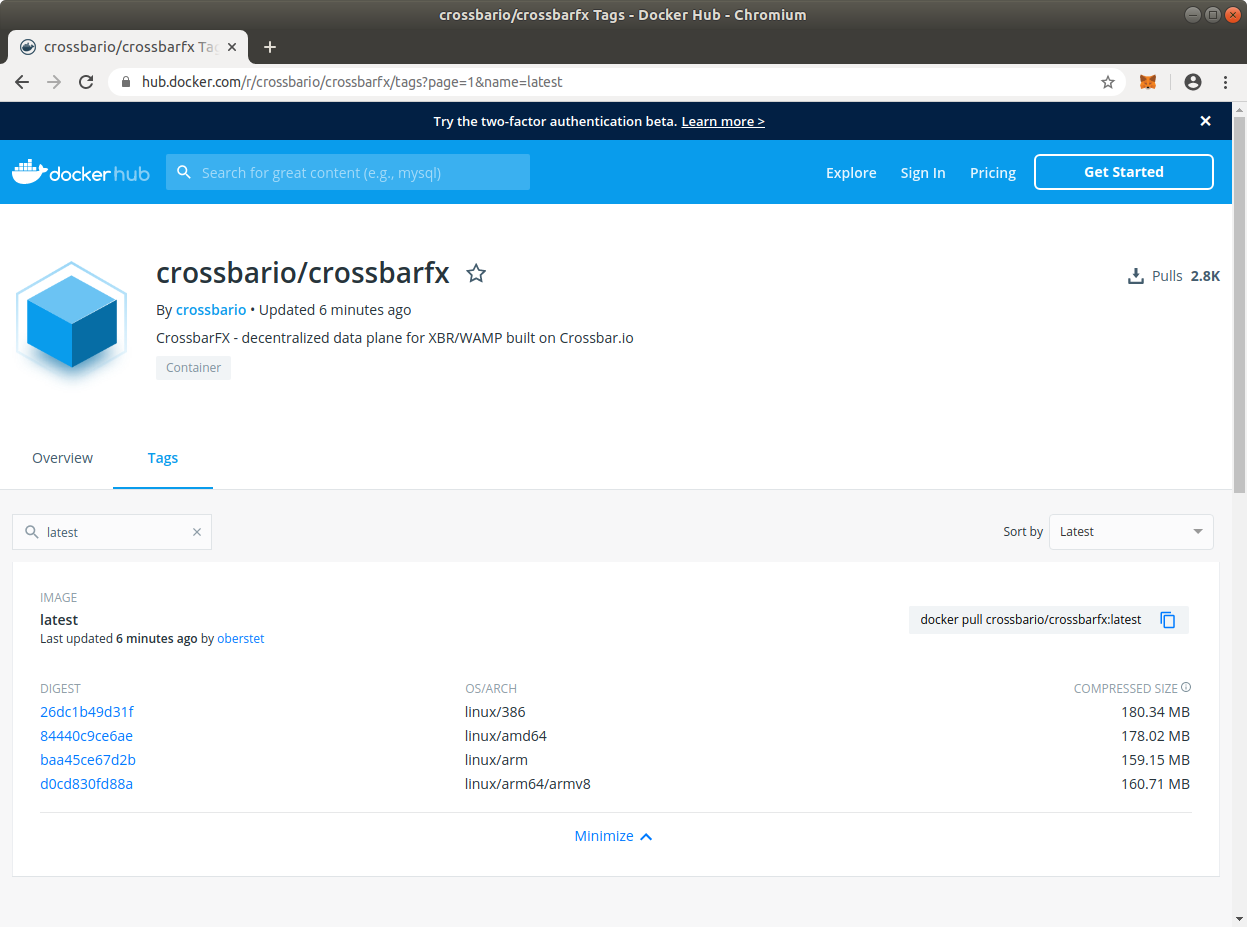 crossbario/crossbarfx Tags - Docker Hub - Chromium
crossbario/crossbarfx Tag
hub.docker.com/r/crossbario/crossbarfx/tags?page=1&name=latest
Try the two-factor authentication beta. Learn more >
docker hub
Search for great content (e.g., mysql)
Explore
Sign In
Pricing
Get Started
crossbario/crossbarfx
Pulls 2.8K
By crossbario • Updated 6 minutes ago
CrossbarFX - decentralized data plane for XBR/WAMP built on Crossbar.io
Container
Overview
Tags
latest
Sort by
Latest
IMAGE
latest
Last updated 6 minutes ago by oberstet
docker pull crossbario/crossbarfx:latest
DIGEST OS/ARCH COMPRESSED SIZE
26dc1b49d31f linux/386 180.34 MB
84440c9ce6ae linux/amd64 178.02 MB
baa45ce67d2b linux/arm 159.15 MB
d0cd830fd88a linux/arm64/armv8 160.71 MB
Minimize